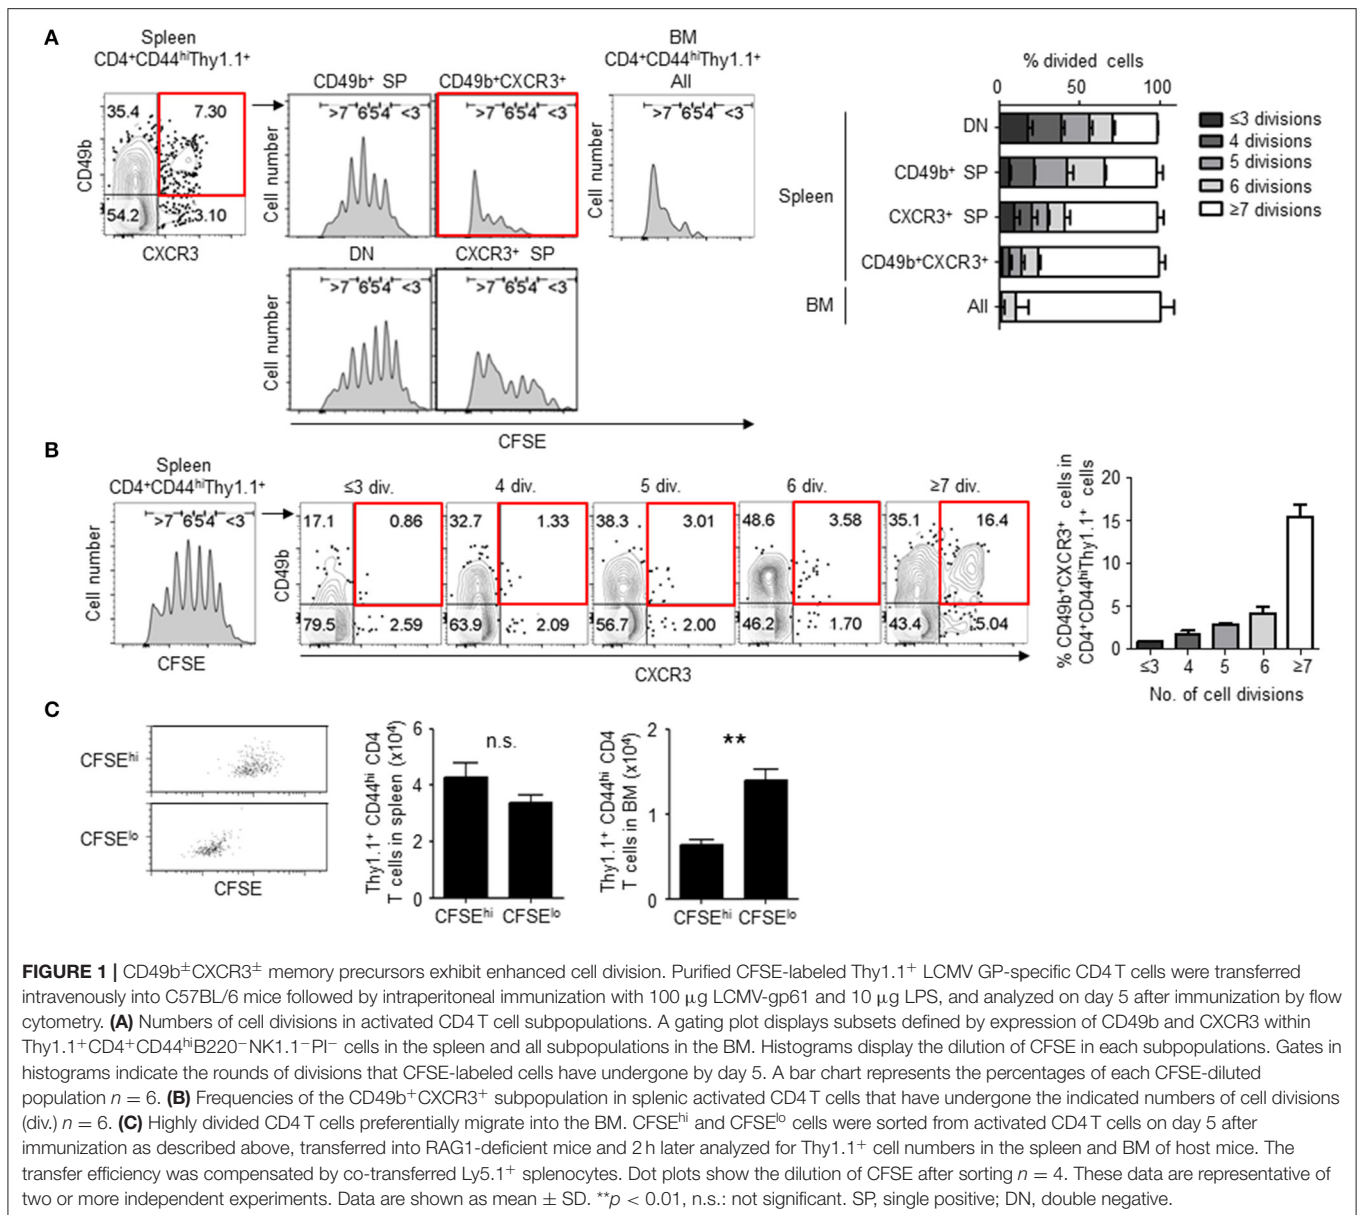 A
Spleen
CD4+CD44hiThy1.1+
CD49b
35.4
7.30
54.2
3.10
CXCR3
CD49b+ SP
>7 6 5 4 <3
Cell number
CD49b+CXCR3+
>7 6 5 4 <3
BM
CD4+CD44hiThy1.1+
All
>7 6 5 4 <3
Cell number
DN
>7 6 5 4 <3
Cell number
CXCR3+ SP
>7 6 5 4 <3
CFSE
% divided cells
0 50 100
Spleen
DN
CD49b+ SP
CXCR3+ SP
CD49b+CXCR3+
BM
All
≤3 divisions
4 divisions
5 divisions
6 divisions
≥7 divisions
B
Spleen
CD4+CD44hiThy1.1+
>7 6 5 4 <3
Cell number
CFSE
≤3 div.
4 div.
5 div.
6 div.
≥7 div.
CD49b
17.1
0.86
32.7
1.33
38.3
3.01
48.6
3.58
35.1
16.4
79.5
2.59
63.9
2.09
56.7
2.00
46.2
1.70
43.4
5.04
CXCR3
% CD49b+CXCR3+ cells in
CD4+CD44hiThy1.1+ cells
20
15
10
5
0
≤3 4 5 6 ≥7
No. of cell divisions
C
CFSEhi
CFSElo
CFSE
Thy1.1+ CD44hi CD4
T cells in spleen (x10⁴)
6
4
2
0
n.s.
CFSEhi CFSElo
Thy1.1+ CD44hi CD4
T cells in BM (x10⁴)
2
1
0
**
CFSEhi CFSElo
FIGURE 1 | CD49b±CXCR3± memory precursors exhibit enhanced cell division. Purified CFSE-labeled Thy1.1+ LCMV GP-specific CD4 T cells were transferred
intravenously into C57BL/6 mice followed by intraperitoneal immunization with 100 μg LCMV-gp61 and 10 μg LPS, and analyzed on day 5 after immunization by flow
cytometry. (A) Numbers of cell divisions in activated CD4 T cell subpopulations. A gating plot displays subsets defined by expression of CD49b and CXCR3 within
Thy1.1+CD4+CD44hiB220−NK1.1−PI− cells in the spleen and all subpopulations in the BM. Histograms display the dilution of CFSE in each subpopulations. Gates in
histograms indicate the rounds of divisions that CFSE-labeled cells have undergone by day 5. A bar chart represents the percentages of each CFSE-diluted
population n = 6. (B) Frequencies of the CD49b+CXCR3+ subpopulation in splenic activated CD4 T cells that have undergone the indicated numbers of cell divisions
(div.) n = 6. (C) Highly divided CD4 T cells preferentially migrate into the BM. CFSEhi and CFSElo cells were sorted from activated CD4 T cells on day 5 after
immunization as described above, transferred into RAG1-deficient mice and 2 h later analyzed for Thy1.1+ cell numbers in the spleen and BM of host mice. The
transfer efficiency was compensated by co-transferred Ly5.1+ splenocytes. Dot plots show the dilution of CFSE after sorting n = 4. These data are representative of
two or more independent experiments. Data are shown as mean ± SD. **p < 0.01, n.s.: not significant. SP, single positive; DN, double negative.